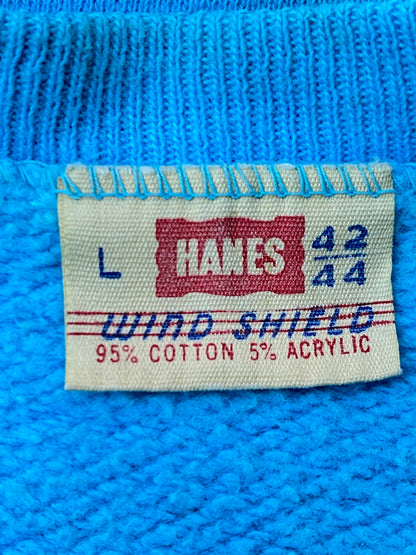 L HANES 42/44
WIND SHIELD
95% COTTON 5% ACRYLIC